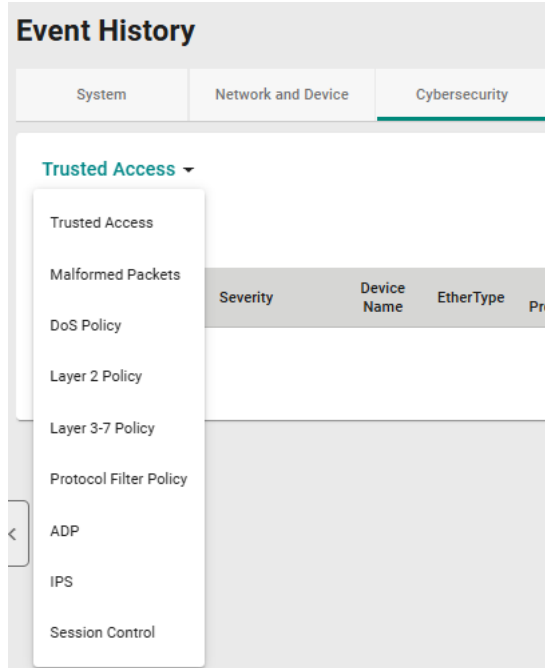 Event History
System
Network and Device
Cybersecurity
Trusted Access
Trusted Access
Malformed Packets
DoS Policy
Layer 2 Policy
Layer 3-7 Policy
Protocol Filter Policy
ADP
IPS
Session Control
Severity
Device
Name
EtherType